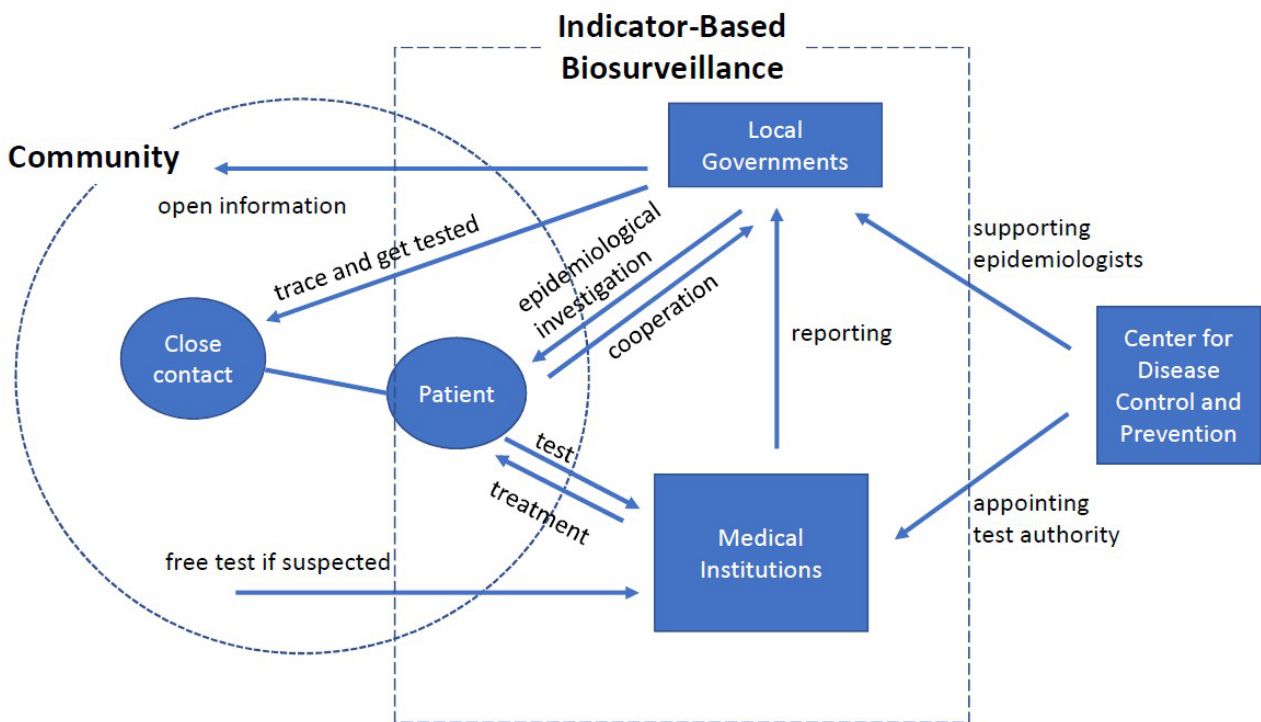 Indicator-Based
Biosurveillance
Local
Governments
Community
open information
trace and get tested
epidemiological
investigation
cooperation
supporting
epidemiologists
reporting
Close
contact
Patient
Center for
Disease
Control and
Prevention
test
treatment
appointing
test authority
Medical
Institutions
free test if suspected